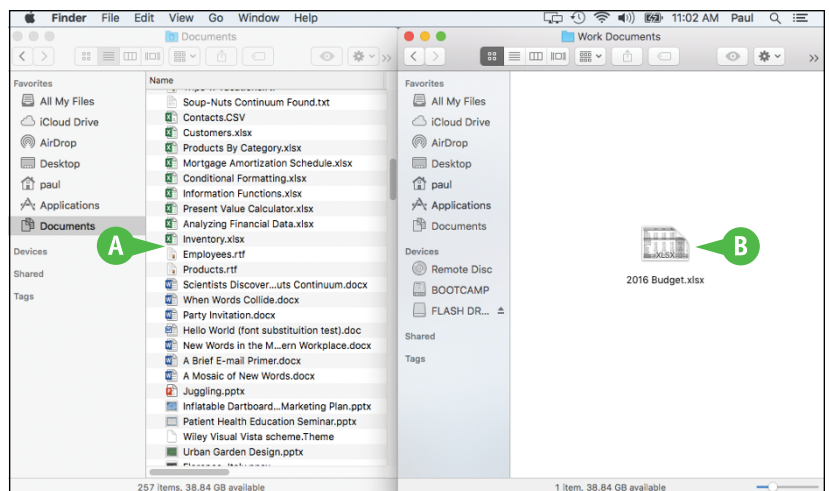 Finder File Edit View Go Window Help 11:02 AM Paul
Documents
Favorites
All My Files
iCloud Drive
AirDrop
Desktop
paul
Applications
Documents
Devices
Shared
Tags
Name
Soup-Nuts Continuum Found.txt
Contacts.CSV
Customers.xlsx
Products By Category.xlsx
Mortgage Amortization Schedule.xlsx
Conditional Formatting.xlsx
Information Functions.xlsx
Present Value Calculator.xlsx
Analyzing Financial Data.xlsx
Inventory.xlsx
Employees.rtf
Products.rtf
Scientists Discover...uts Continuum.docx
When Words Collide.docx
Party Invitation.docx
Hello World (font substitution test).doc
New Words in the M...ern Workplace.docx
A Brief E-mail Primer.docx
A Mosaic of New Words.docx
Juggling.pptx
Inflatable Dartboard...Marketing Plan.pptx
Patient Health Education Seminar.pptx
Wiley Visual Vista scheme.Theme
Urban Garden Design.pptx
A
257 items, 38.84 GB available
Work Documents
Favorites
All My Files
iCloud Drive
AirDrop
Desktop
paul
Applications
Documents
Devices
Remote Disc
BOOTCAMP
FLASH DR...
Shared
Tags
XLSX
B
2016 Budget.xlsx
1 item, 38.84 GB available